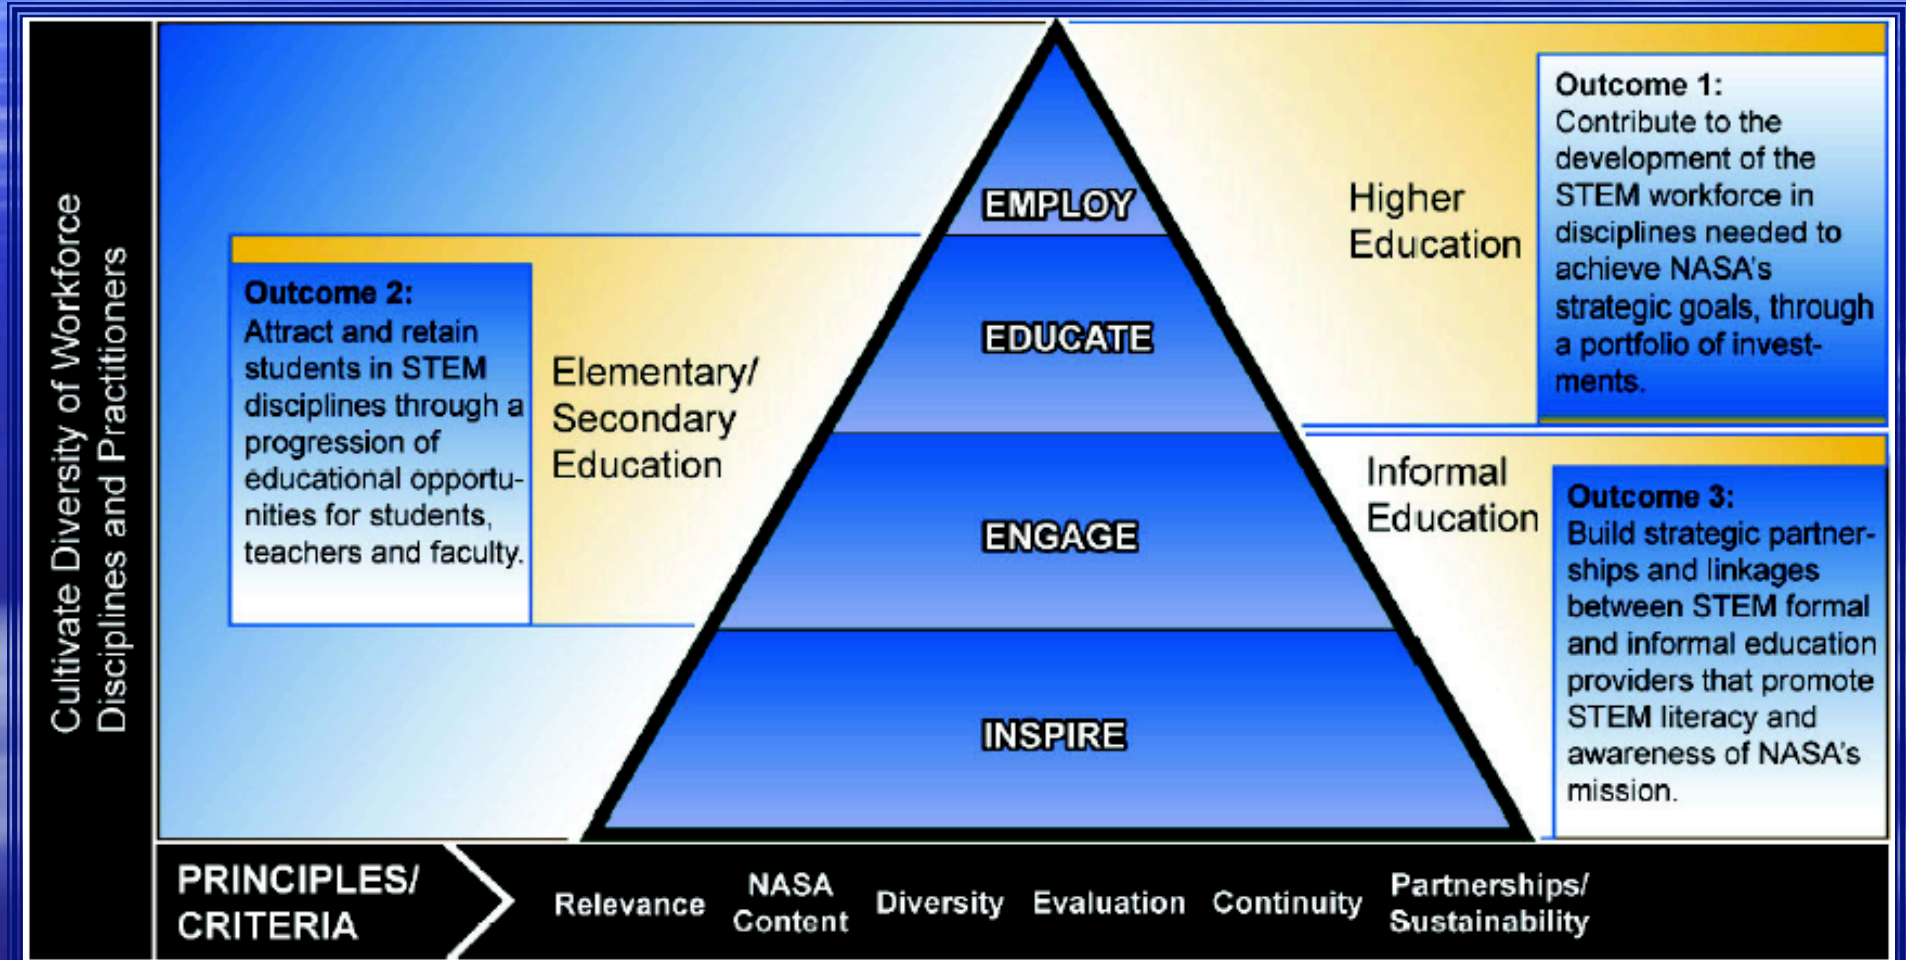 Cultivate Diversity of Workforce
Disciplines and Practitioners
EMPLOY
EDUCATE
ENGAGE
INSPIRE
Higher
Education
Outcome 1:
Contribute to the
development of the
STEM workforce in
disciplines needed to
achieve NASA's
strategic goals, through
a portfolio of invest-
ments.
Outcome 2:
Attract and retain
students in STEM
disciplines through a
progression of
educational opportu-
nities for students,
teachers and faculty.
Elementary/
Secondary
Education
Informal
Education
Outcome 3:
Build strategic partner-
ships and linkages
between STEM formal
and informal education
providers that promote
STEM literacy and
awareness of NASA's
mission.
PRINCIPLES/
CRITERIA
Relevance
NASA
Content
Diversity
Evaluation
Continuity
Partnerships/
Sustainability